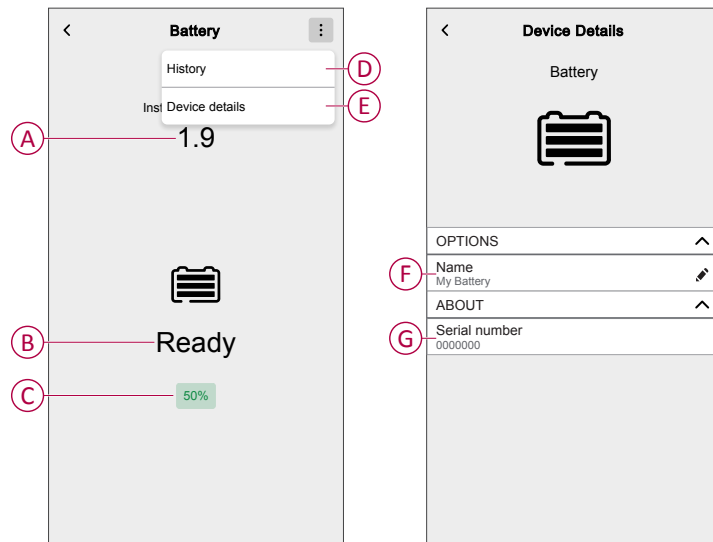 Battery
History
Inst Device details
1.9
Ready
50%
A
B
C
D
E
Device Details
Battery
OPTIONS
Name
My Battery
ABOUT
Serial number
0000000
F
G